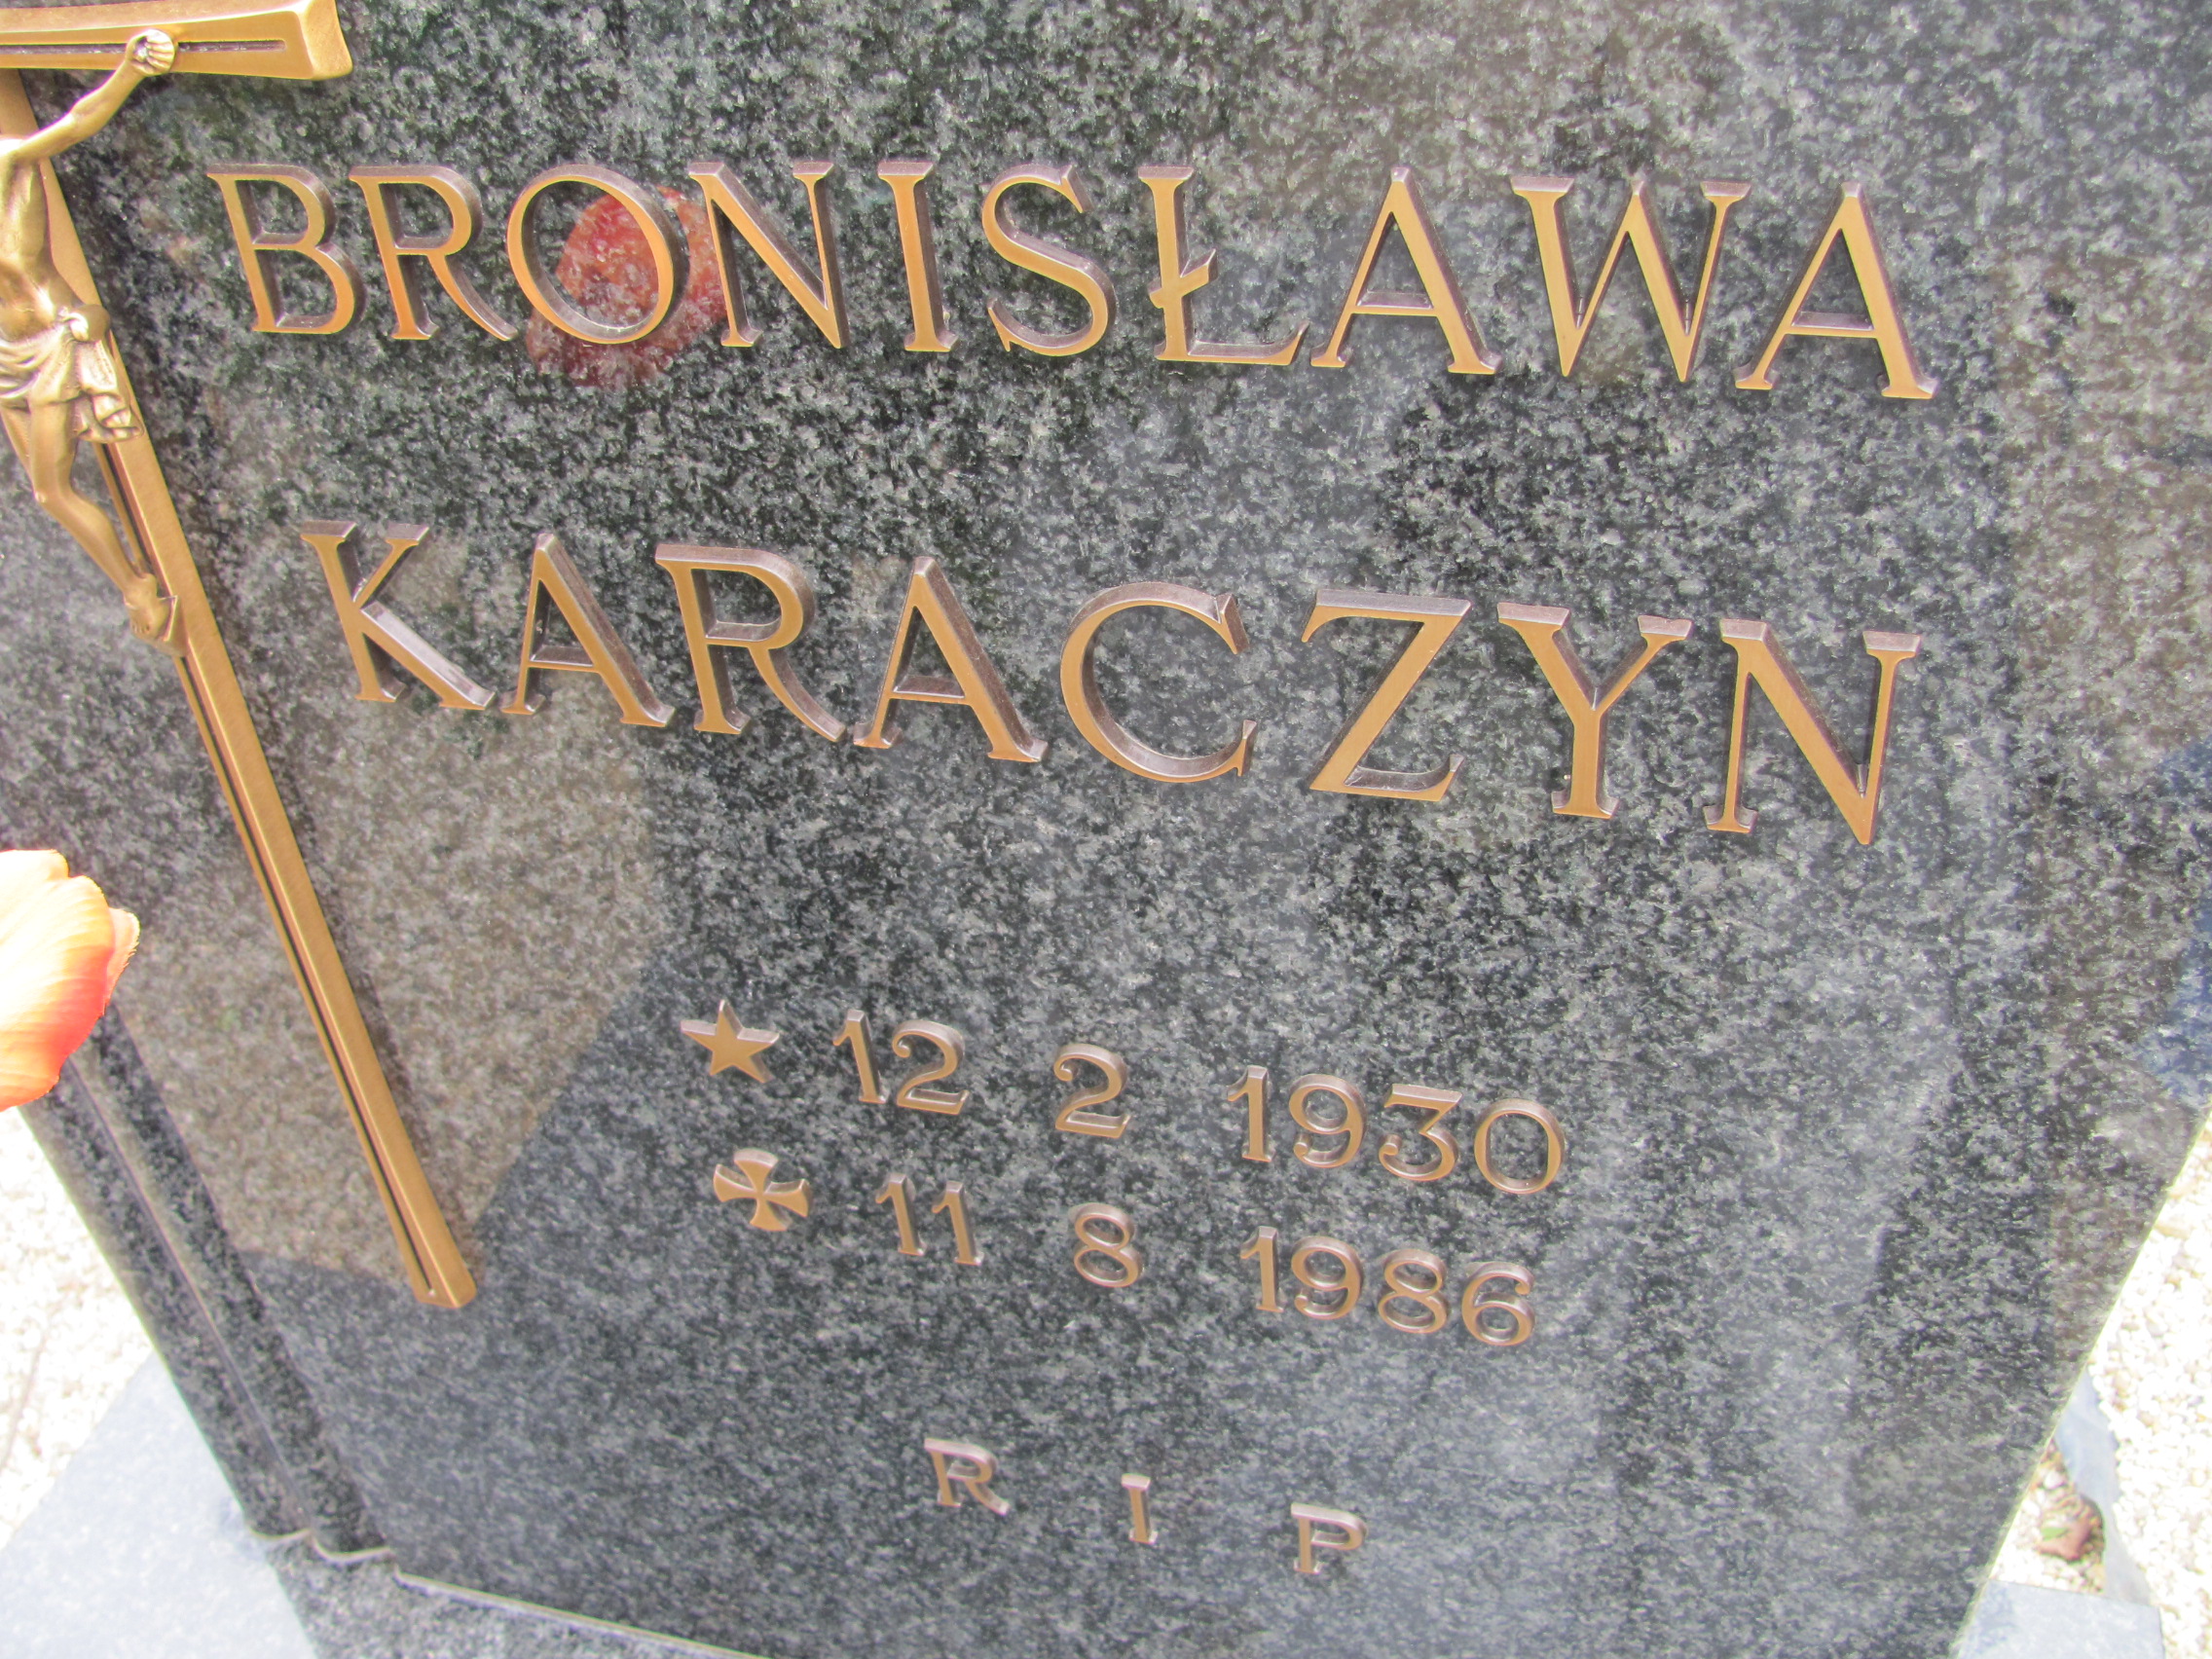 BRONISŁAWA
KARACZYN
★ 12 2 1930
✠ 11 8 1986
R I P